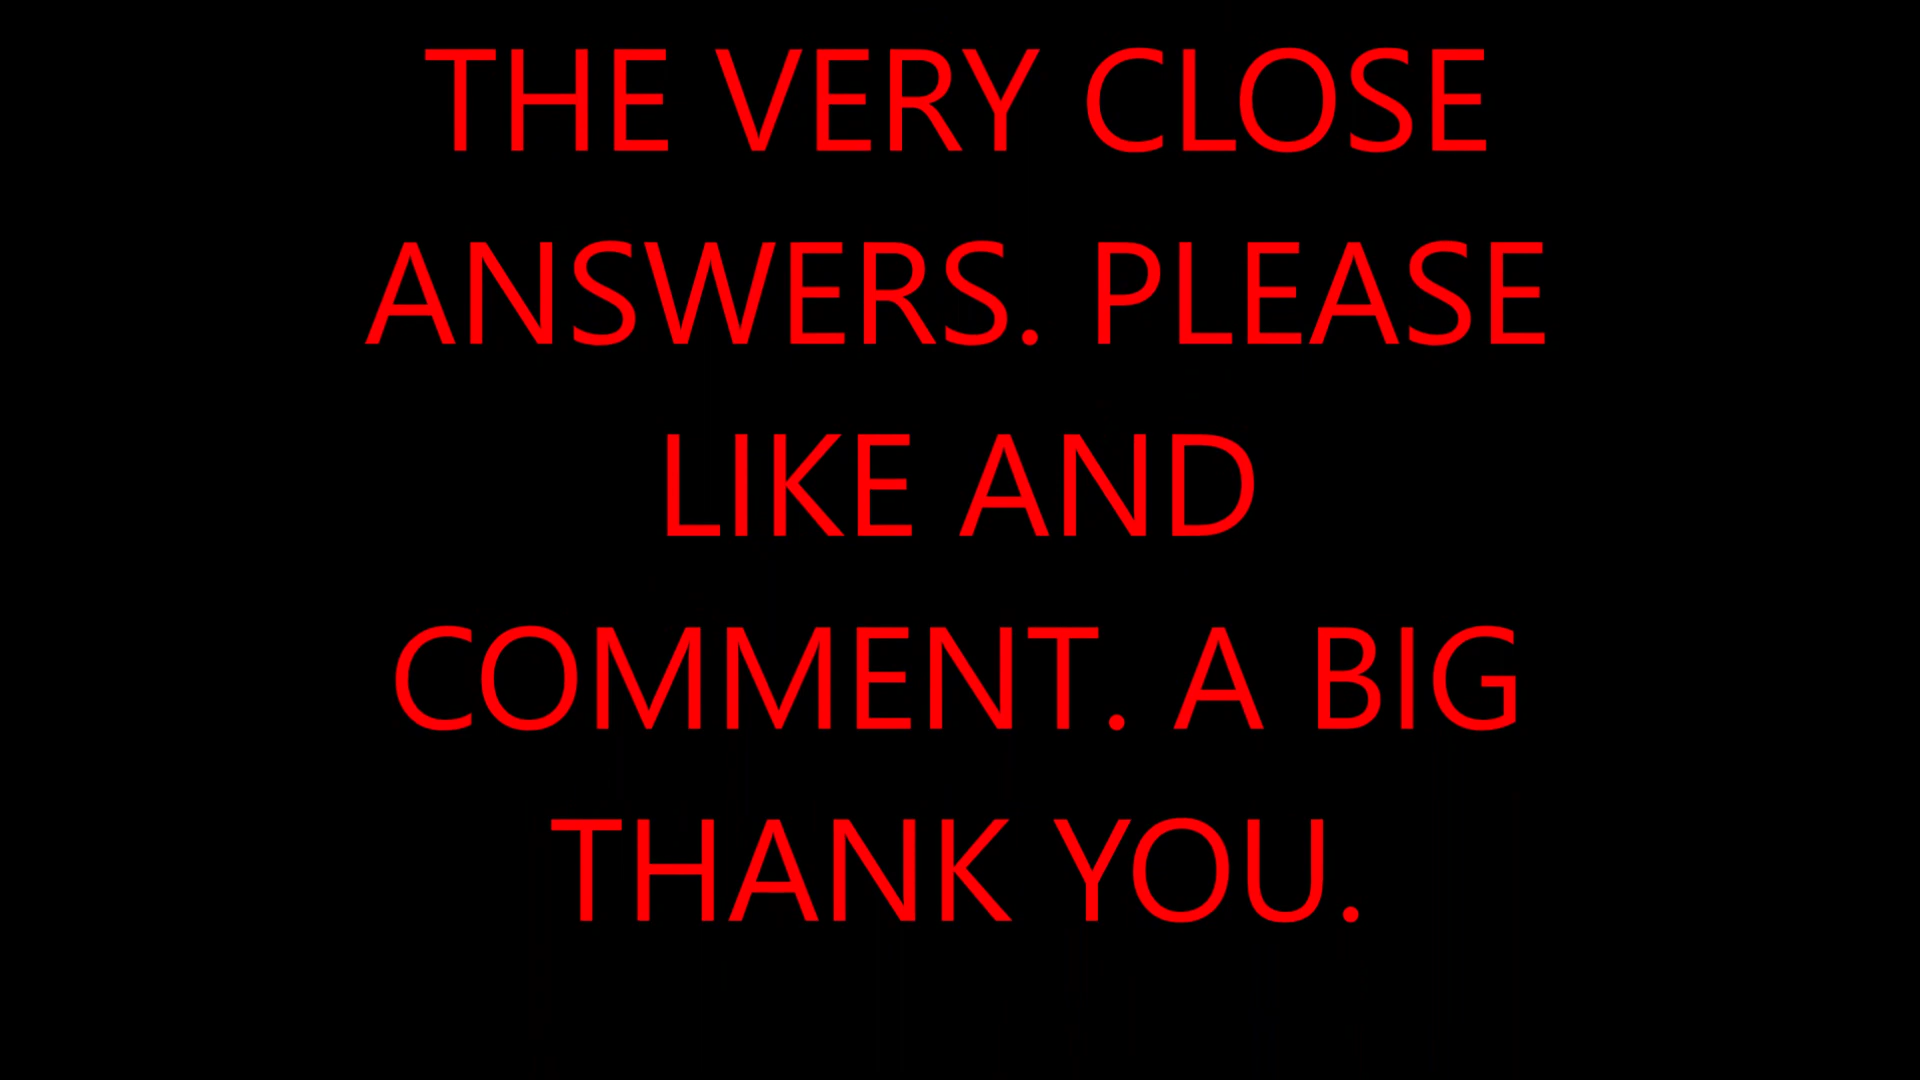 THE VERY CLOSE
ANSWERS. PLEASE
LIKE AND
COMMENT. A BIG
THANK YOU.